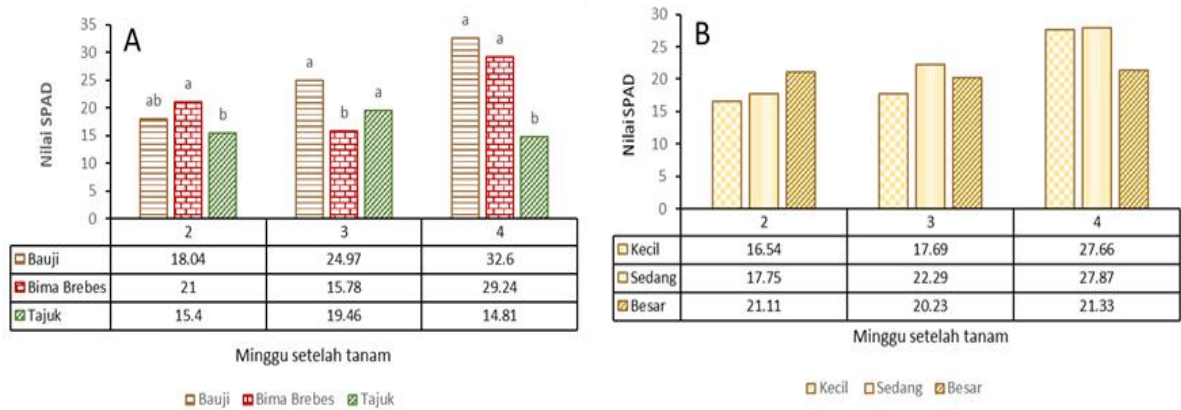 A
Nilai SPAD
35
30
25
20
15
10
5
0
ab a b
a b a
a a b
2 3 4
Bauji 18.04 24.97 32.6
Bima Brebes 21 15.78 29.24
Tajuk 15.4 19.46 14.81
Minggu setelah tanam
Bauji Bima Brebes Tajuk
B
Nilai SPAD
30
25
20
15
10
5
0
2 3 4
Kecil 16.54 17.69 27.66
Sedang 17.75 22.29 27.87
Besar 21.11 20.23 21.33
Minggu setelah tanam
Kecil Sedang Besar